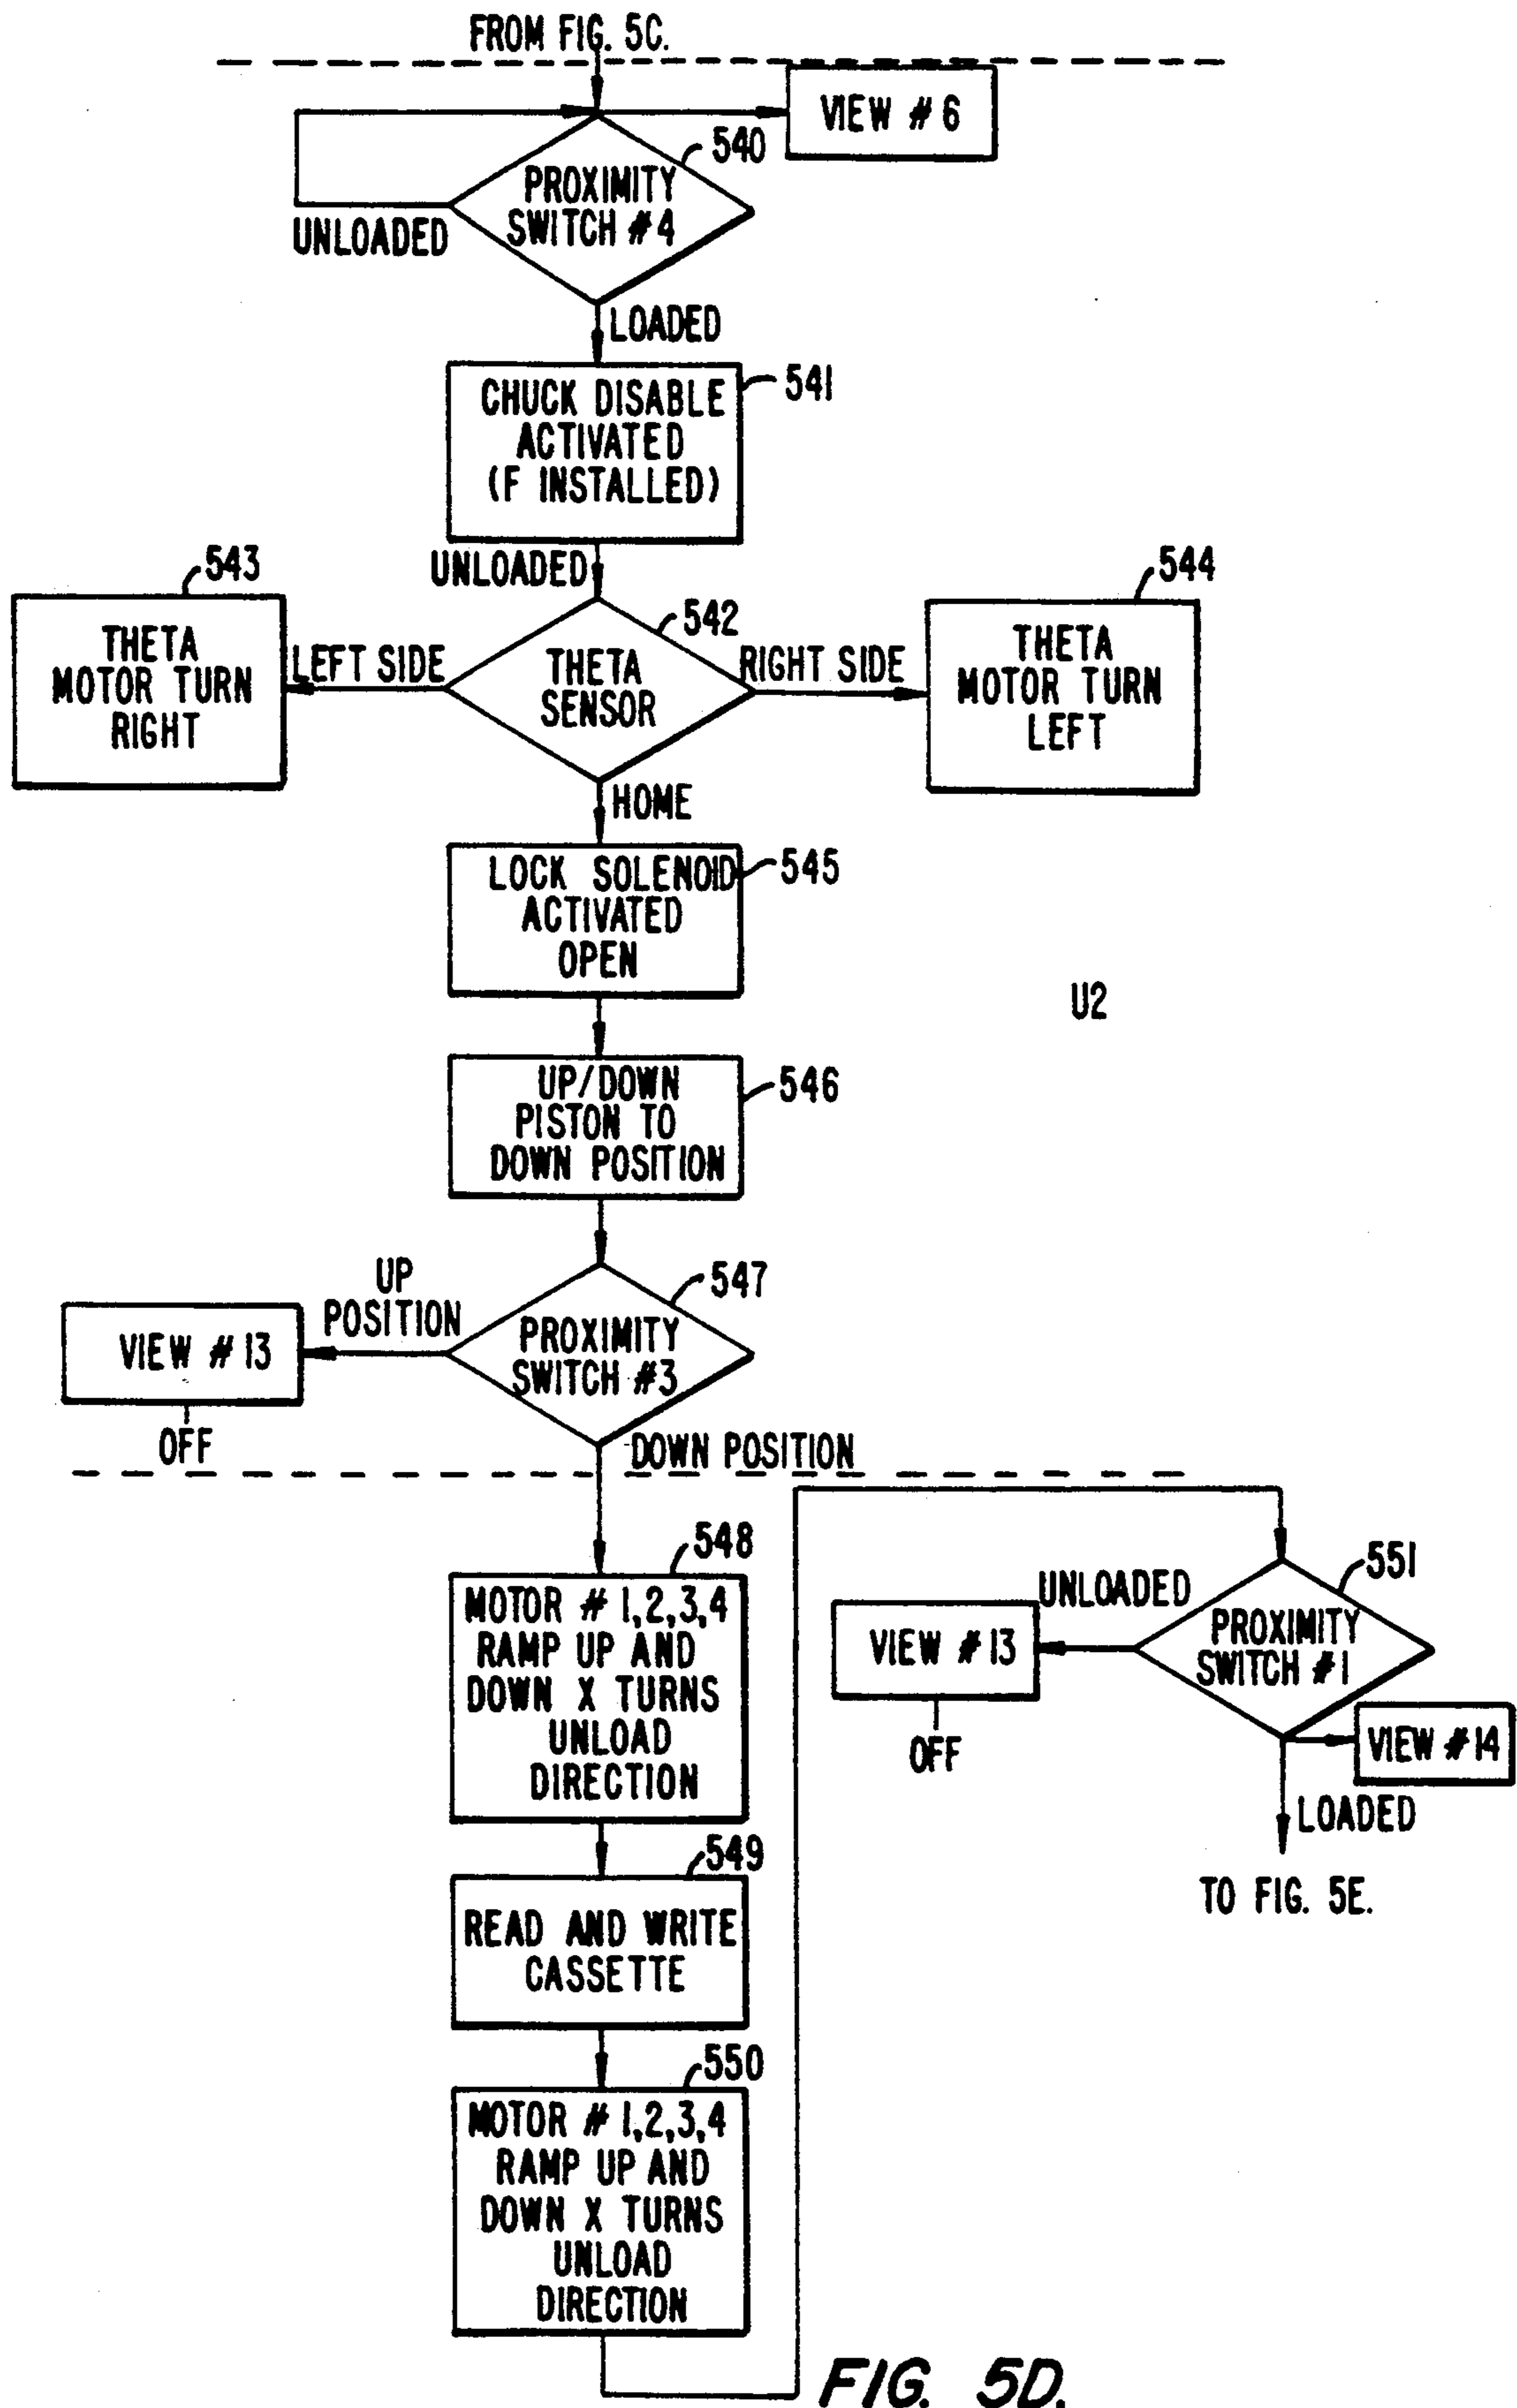 FROM FIG. 5C.
VIEW # 6
540
PROXIMITY
SWITCH # 4
UNLOADED
LOADED
541
CHUCK DISABLE
ACTIVATED
(F INSTALLED)
UNLOADED
543
THETA
MOTOR TURN
RIGHT
LEFT SIDE
542
THETA
SENSOR
RIGHT SIDE
544
THETA
MOTOR TURN
LEFT
HOME
545
LOCK SOLENOID
ACTIVATED
OPEN
U2
546
UP/DOWN
PISTON TO
DOWN POSITION
547
UP
POSITION
PROXIMITY
SWITCH #3
VIEW # 13
OFF
DOWN POSITION
548
MOTOR # 1,2,3,4
RAMP UP AND
DOWN X TURNS
UNLOAD
DIRECTION
549
READ AND WRITE
CASSETTE
550
MOTOR # 1,2,3,4
RAMP UP AND
DOWN X TURNS
UNLOAD
DIRECTION
551
UNLOADED
PROXIMITY
SWITCH #1
VIEW # 13
OFF
VIEW # 14
LOADED
TO FIG. 5E.
FIG. 5D.